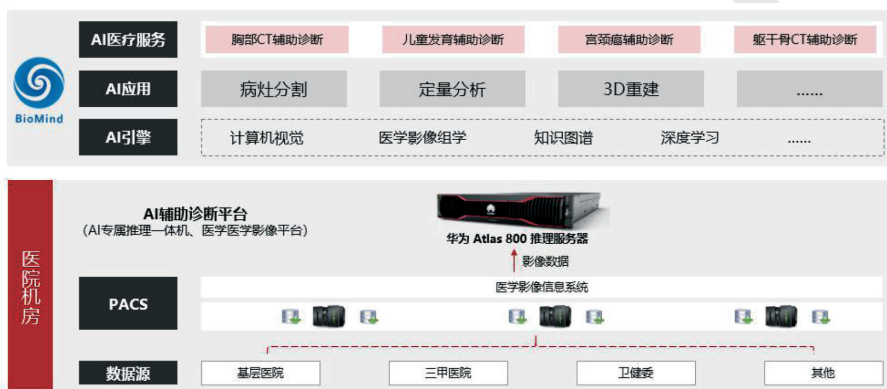 AI医疗服务
胸部CT辅助诊断
儿童发育辅助诊断
宫颈癌辅助诊断
躯干骨CT辅助诊断
BioMind
AI应用
病灶分割
定量分析
3D重建
......
AI引擎
计算机视觉
医学影像组学
知识图谱
深度学习
......
医院机房
AI辅助诊断平台
(AI专属推理一体机、医学医学影像平台)
华为 Atlas 800 推理服务器
影像数据
PACS
医学影像信息系统
数据源
基层医院
三甲医院
卫健委
其他